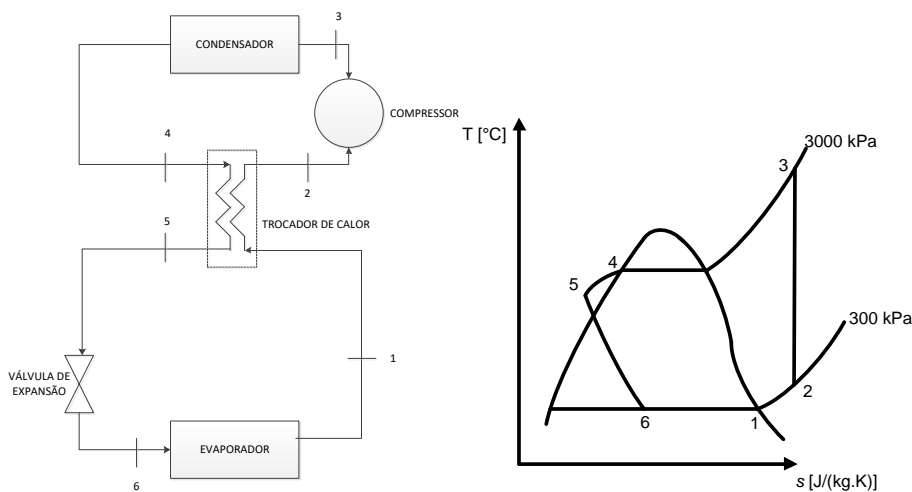 3
CONDENSADOR
COMPRESSOR
4
2
TROCADOR DE CALOR
5
1
VÁLVULA DE
EXPANSÃO
EVAPORADOR
6
T [°C]
3000 kPa
3
4
5
300 kPa
2
6
1
s [J/(kg.K)]